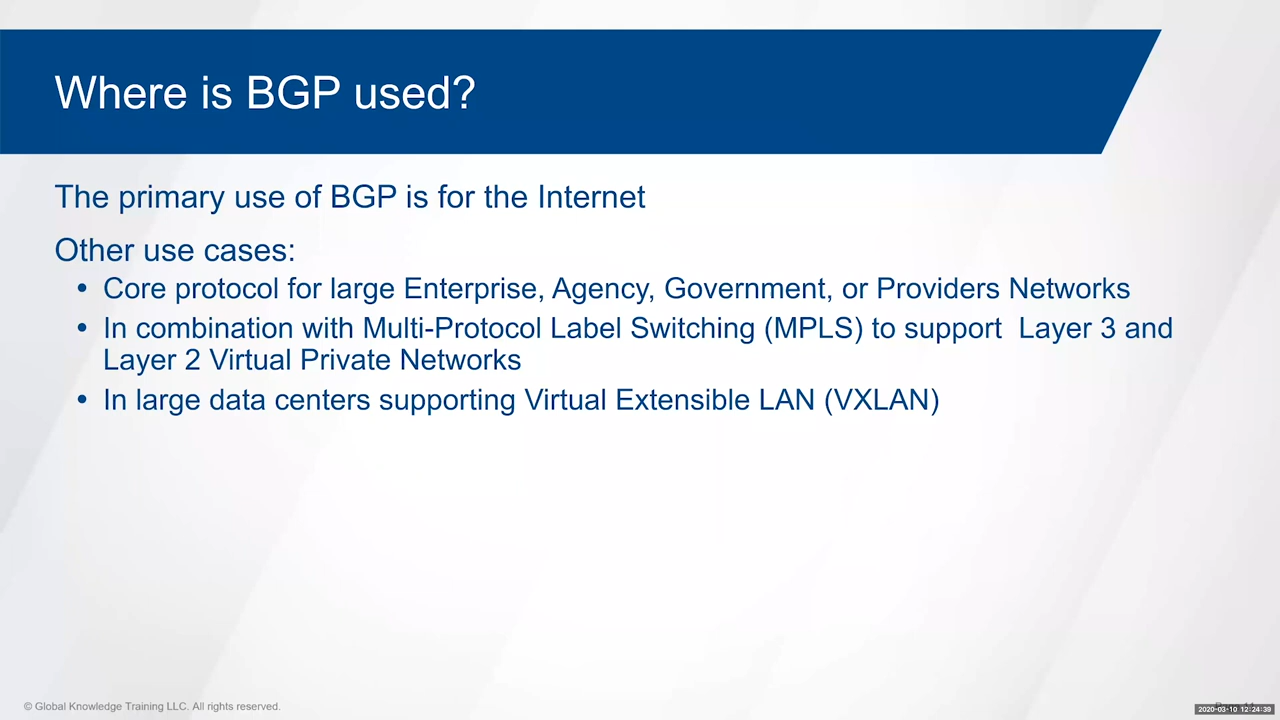 Where is BGP used?
The primary use of BGP is for the Internet
Other use cases:
• Core protocol for large Enterprise, Agency, Government, or Providers Networks
• In combination with Multi-Protocol Label Switching (MPLS) to support  Layer 3 and
Layer 2 Virtual Private Networks
• In large data centers supporting Virtual Extensible LAN (VXLAN)
© Global Knowledge Training LLC. All rights reserved.
2020-03-10 12:24:39